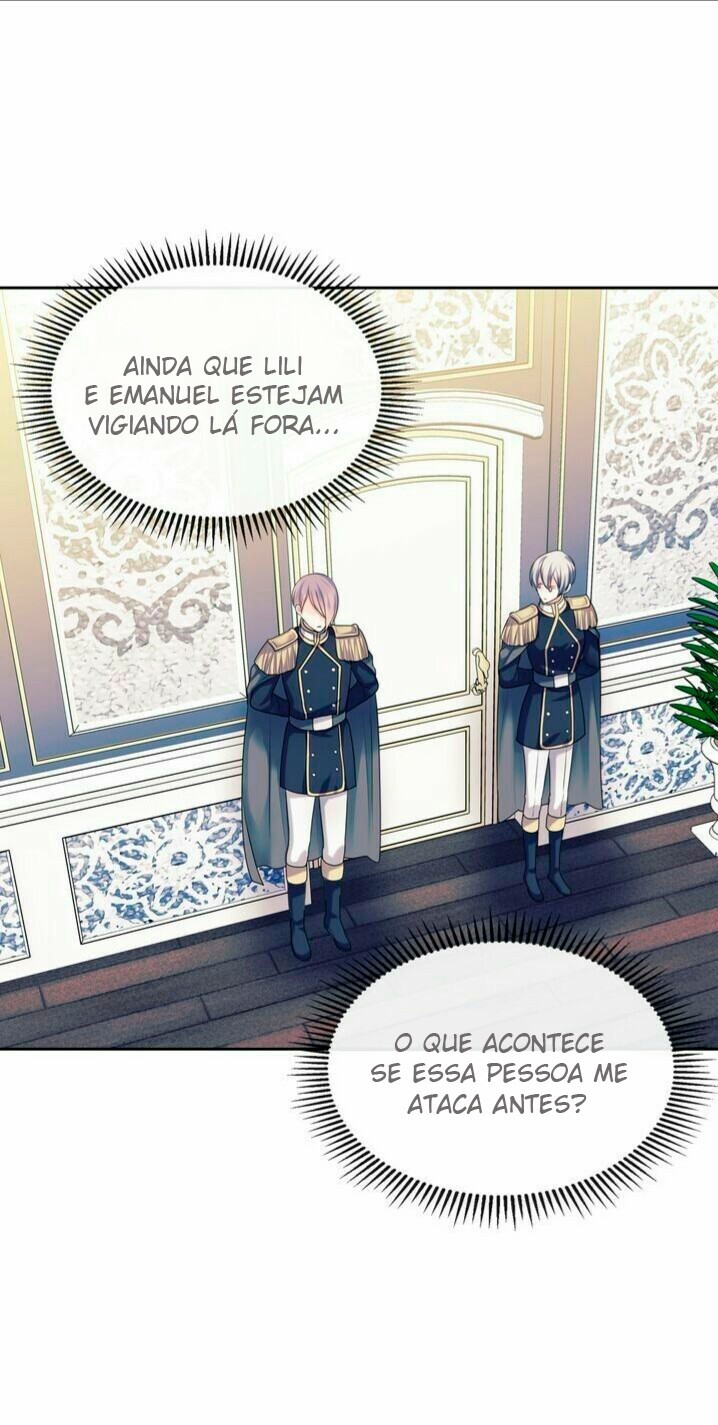 AINDA QUE LILI
E EMANUEL ESTEJAM
VIGIANDO LÁ FORA...
O QUE ACONTECE
SE ESSA PESSOA ME
ATACA ANTES?